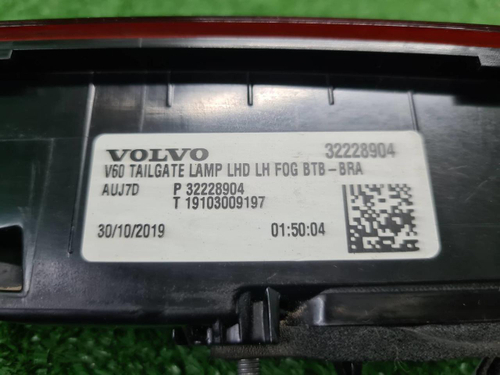 VOLVO 32228904
V60 TAILGATE LAMP LHD LH FOG BTB-BRA
AUJ7D P 32228904
T 19103009197
30/10/2019 01:50:04